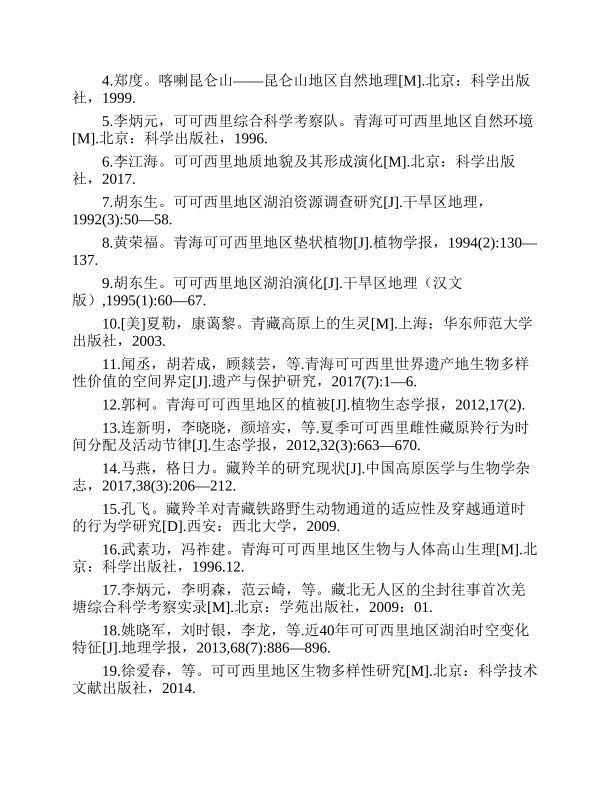 4.郑度。喀喇昆仑山——昆仑山地区自然地理[M].北京：科学出版
社，1999.
5.李炳元，可可西里综合科学考察队。青海可可西里地区自然环境
[M].北京：科学出版社，1996.
6.李江海。可可西里地质地貌及其形成演化[M].北京：科学出版
社，2017.
7.胡东生。可可西里地区湖泊资源调查研究[J].干旱区地理，
1992(3):50—58.
8.黄荣福。青海可可西里地区垫状植物[J].植物学报，1994(2):130—
137.
9.胡东生。可可西里地区湖泊演化[J].干旱区地理（汉文
版）,1995(1):60—67.
10.[美]夏勒，康蔼黎。青藏高原上的生灵[M].上海：华东师范大学
出版社，2003.
11.闻丞，胡若成，顾燚芸，等.青海可可西里世界遗产地生物多样
性价值的空间界定[J].遗产与保护研究，2017(7):1—6.
12.郭柯。青海可可西里地区的植被[J].植物生态学报，2012,17(2).
13.连新明，李晓晓，颜培实，等.夏季可可西里雌性藏原羚行为时
间分配及活动节律[J].生态学报，2012,32(3):663—670.
14.马燕，格日力。藏羚羊的研究现状[J].中国高原医学与生物学杂
志，2017,38(3):206—212.
15.孔飞。藏羚羊对青藏铁路野生动物通道的适应性及穿越通道时
的行为学研究[D].西安：西北大学，2009.
16.武素功，冯祚建。青海可可西里地区生物与人体高山生理[M].北
京：科学出版社，1996.12.
17.李炳元，李明森，范云崎，等。藏北无人区的尘封往事首次羌
塘综合科学考察实录[M].北京：学苑出版社，2009：01.
18.姚晓军，刘时银，李龙，等.近40年可可西里地区湖泊时空变化
特征[J].地理学报，2013,68(7):886—896.
19.徐爱春，等。可可西里地区生物多样性研究[M].北京：科学技术
文献出版社，2014.